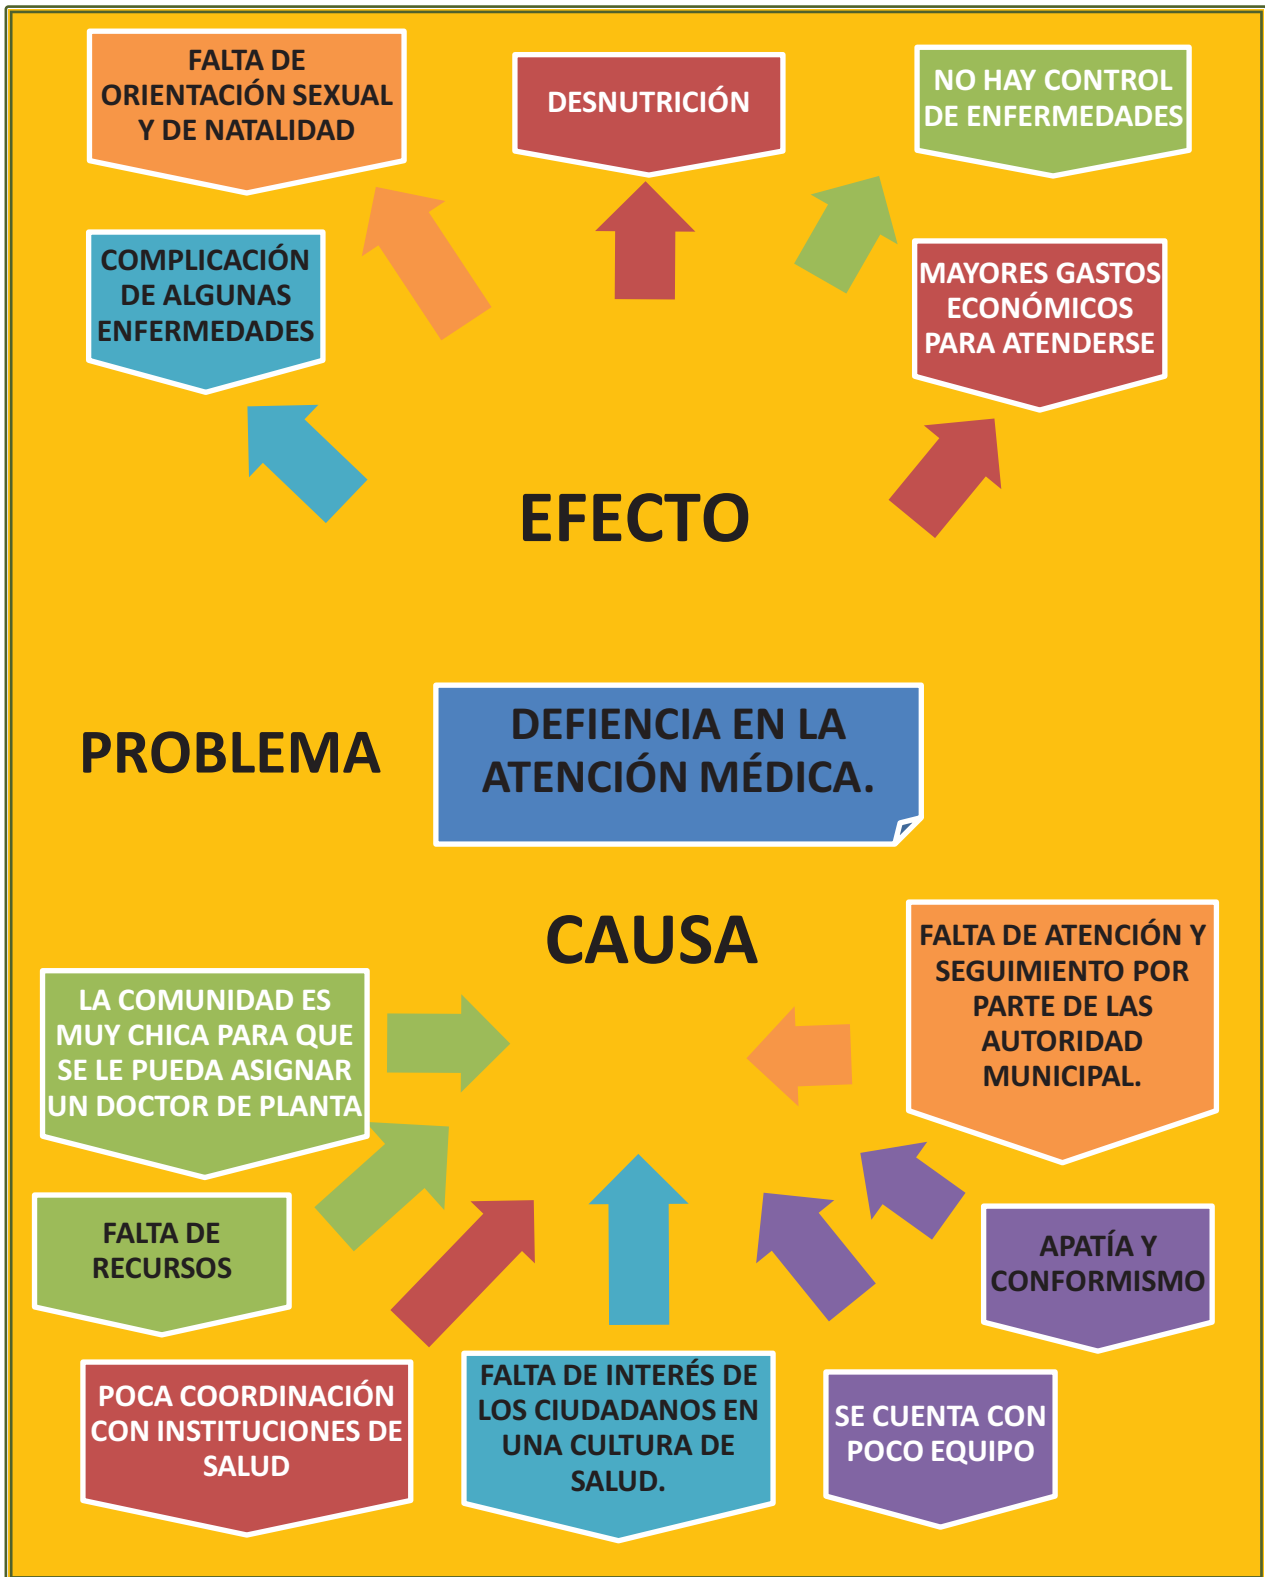 FALTA DE
ORIENTACIÓN SEXUAL
Y DE NATALIDAD
DESNUTRICIÓN
NO HAY CONTROL
DE ENFERMEDADES
COMPLICACIÓN
DE ALGUNAS
ENFERMEDADES
MAYORES GASTOS
ECONÓMICOS
PARA ATENDERSE
EFECTO
PROBLEMA
DEFIENCIA EN LA
ATENCIÓN MÉDICA.
CAUSA
LA COMUNIDAD ES
MUY CHICA PARA QUE
SE LE PUEDA ASIGNAR
UN DOCTOR DE PLANTA
FALTA DE ATENCIÓN Y
SEGUIMIENTO POR
PARTE DE LAS
AUTORIDAD
MUNICIPAL.
FALTA DE
RECURSOS
APATÍA Y
CONFORMISMO
POCA COORDINACIÓN
CON INSTITUCIONES DE
SALUD
FALTA DE INTERÉS DE
LOS CIUDADANOS EN
UNA CULTURA DE
SALUD.
SE CUENTA CON
POCO EQUIPO